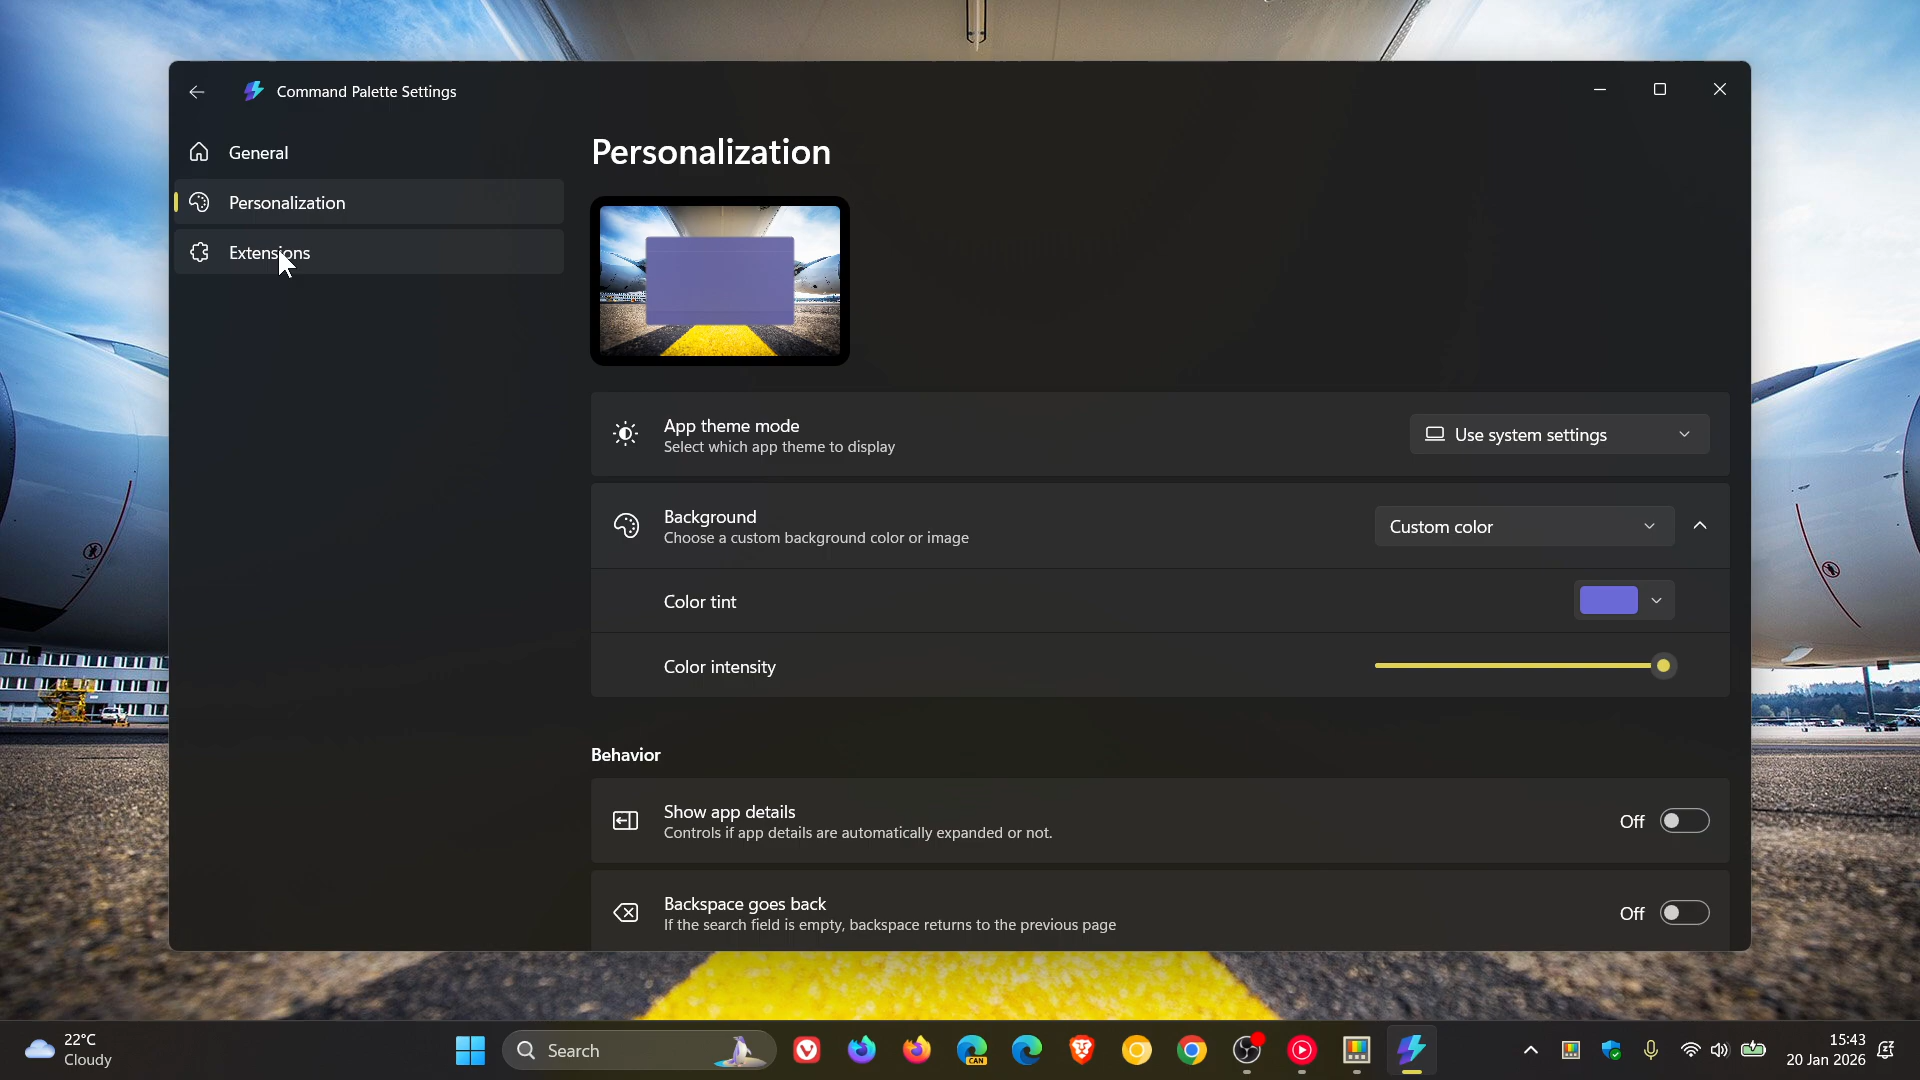 Command Palette Settings
General
Personalization
Extensions
Personalization
App theme mode
Select which app theme to display
Use system settings
Background
Choose a custom background color or image
Custom color
Color tint
Color intensity
Behavior
Show app details
Controls if app details are automatically expanded or not.
Off
Backspace goes back
If the search field is empty, backspace returns to the previous page
Off
22°C
Cloudy
Search
CAN
15:43
20 Jan 2026